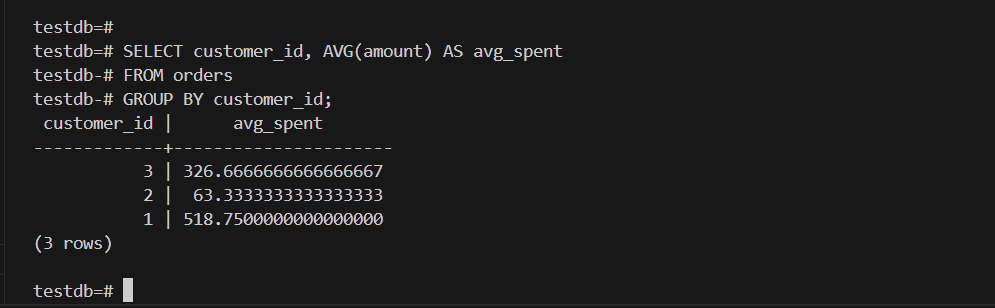 testdb=#
testdb=# SELECT customer_id, AVG(amount) AS avg_spent
testdb-# FROM orders
testdb-# GROUP BY customer_id;
 customer_id |      avg_spent
-------------+----------------------
           3 | 326.6666666666666667
           2 |  63.3333333333333333
           1 | 518.7500000000000000
(3 rows)

testdb=#